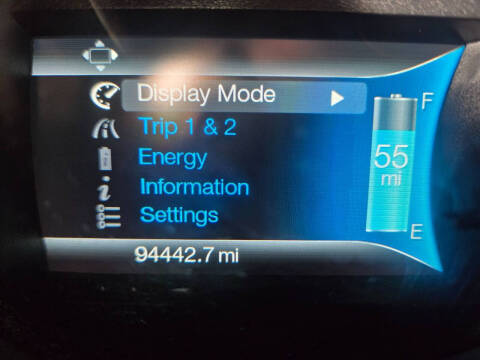 Display Mode
Trip 1 & 2
Energy
Information
Settings
94442.7 mi
F
55
mi
E